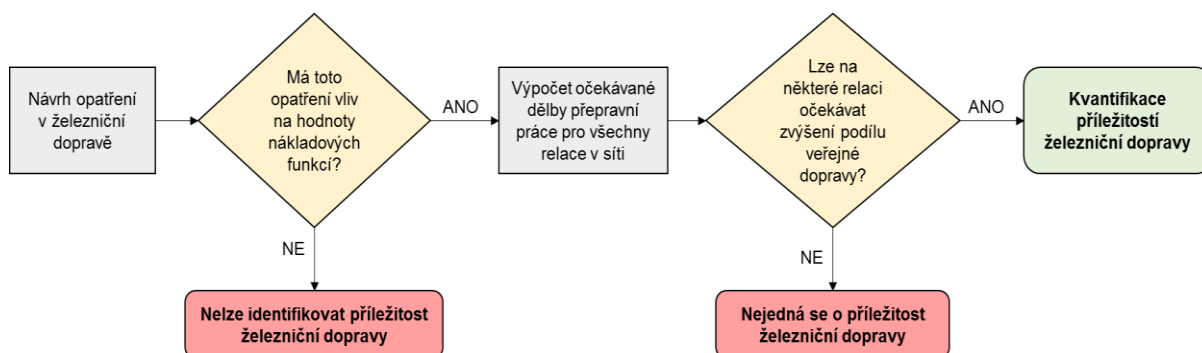 Návrh opatření
v železniční
dopravě
Má toto
opatření vliv
na hodnoty
nákladových
funkcí?
ANO
Výpočet očekávané
dělby přepravní
práce pro všechny
relace v síti
Lze na
některé relaci
očekávat
zvýšení podílu
veřejné
dopravy?
ANO
Kvantifikace
příležitostí
železniční dopravy
NE
NE
Nelze identifikovat příležitost
železniční dopravy
Nejedná se o příležitost
železniční dopravy